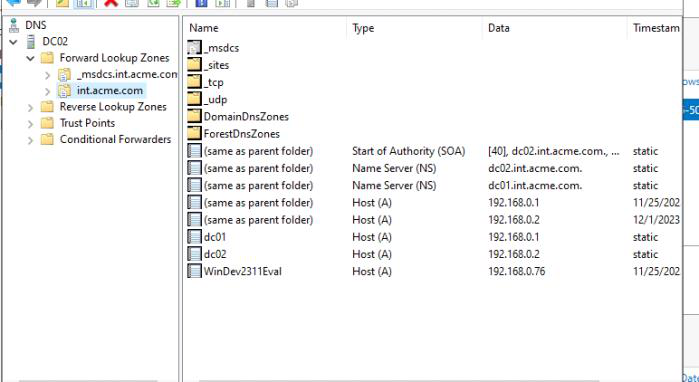 DNS
DC02
Forward Lookup Zones
_msdcs.int.acme.com
int.acme.com
Reverse Lookup Zones
Trust Points
Conditional Forwarders
Name Type Data Timestam
_msdcs
_sites
_tcp
_udp
DomainDnsZones
ForestDnsZones
(same as parent folder) Start of Authority (SOA) [40], dc02.int.acme.com., ... static
(same as parent folder) Name Server (NS) dc02.int.acme.com. static
(same as parent folder) Name Server (NS) dc01.int.acme.com. static
(same as parent folder) Host (A) 192.168.0.1 11/25/202
(same as parent folder) Host (A) 192.168.0.2 12/1/2023
dc01 Host (A) 192.168.0.1 static
dc02 Host (A) 192.168.0.2 static
WinDev2311Eval Host (A) 192.168.0.76 11/25/202
ows
-50
Date